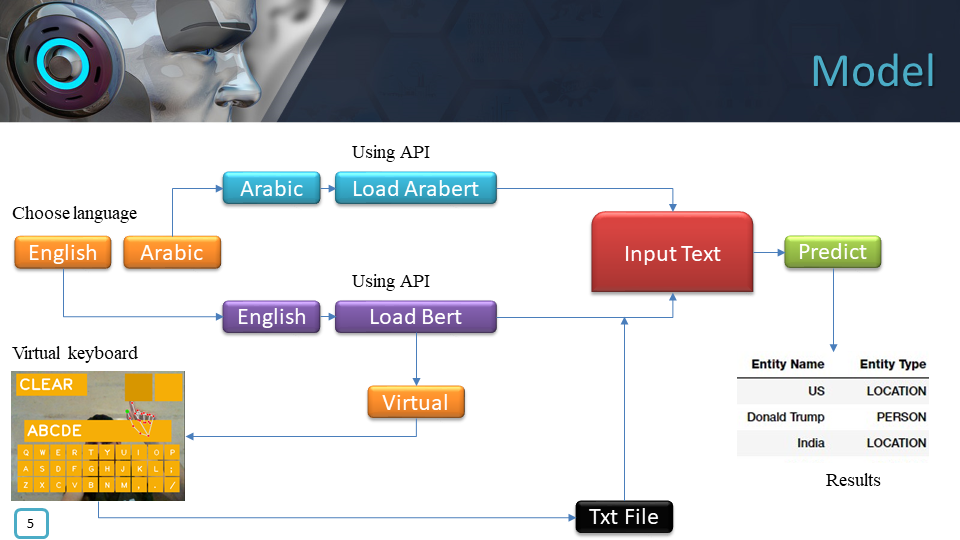 Model
Using API
Arabic
Load Arabert
Choose language
English
Arabic
Input Text
Predict
Using API
English
Load Bert
Virtual keyboard
CLEAR
ABCDE
Q W E R T Y U I O P
A S D F G H J K L ;
Z X C V B N M , . /
Virtual
Entity Name Entity Type
US LOCATION
Donald Trump PERSON
India LOCATION
Results
Txt File
5